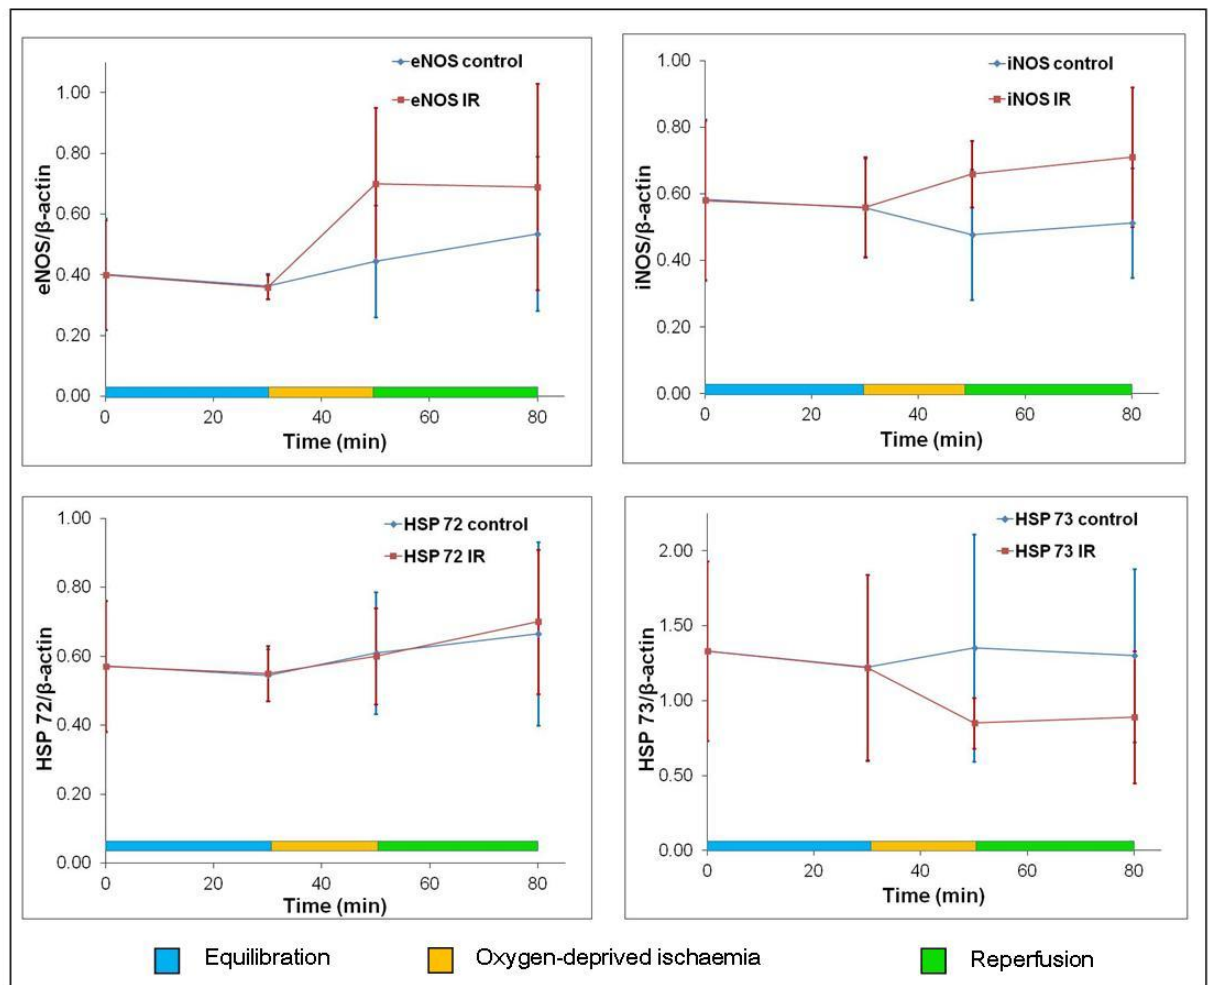 eNOS control
eNOS IR
1.00
0.80
0.60
0.40
0.20
0.00
eNOS/β-actin
0 20 40 60 80
Time (min)
iNOS control
iNOS IR
1.00
0.80
0.60
0.40
0.20
0.00
iNOS/β-actin
0 20 40 60 80
Time (min)
HSP 72 control
HSP 72 IR
1.00
0.80
0.60
0.40
0.20
0.00
HSP 72/β-actin
0 20 40 60 80
Time (min)
HSP 73 control
HSP 73 IR
2.00
1.50
1.00
0.50
0.00
HSP 73/β-actin
0 20 40 60 80
Time (min)
Equilibration Oxygen-deprived ischaemia Reperfusion